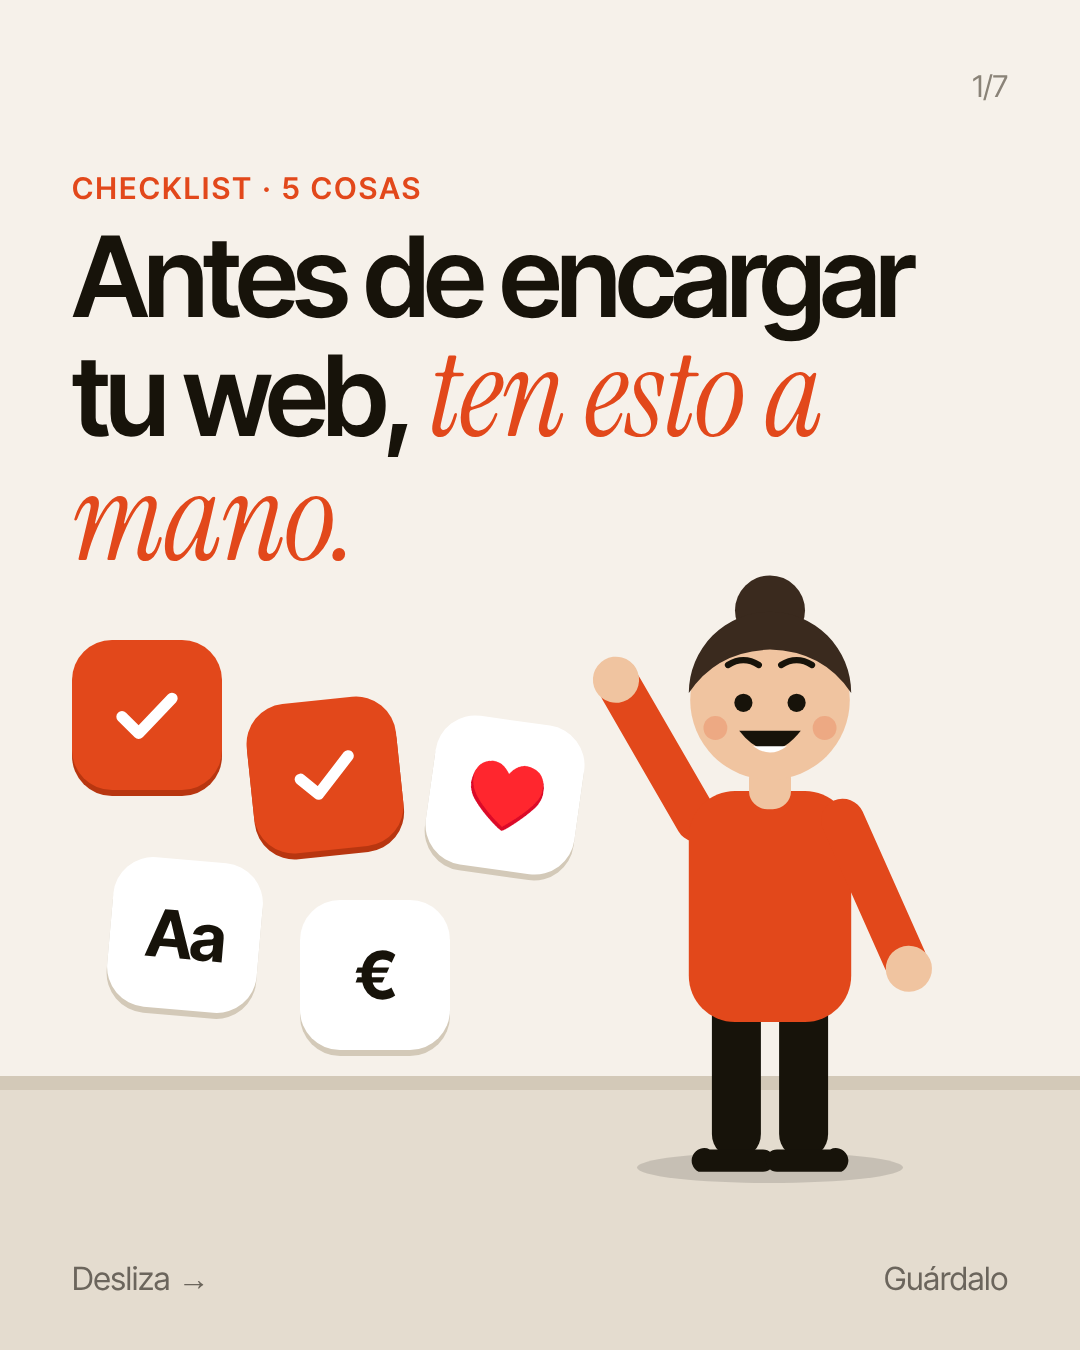 1/7
CHECKLIST · 5 COSAS
Antes de encargar
tu web, ten esto a
mano.
Aa
€
Desliza →
Guárdalo